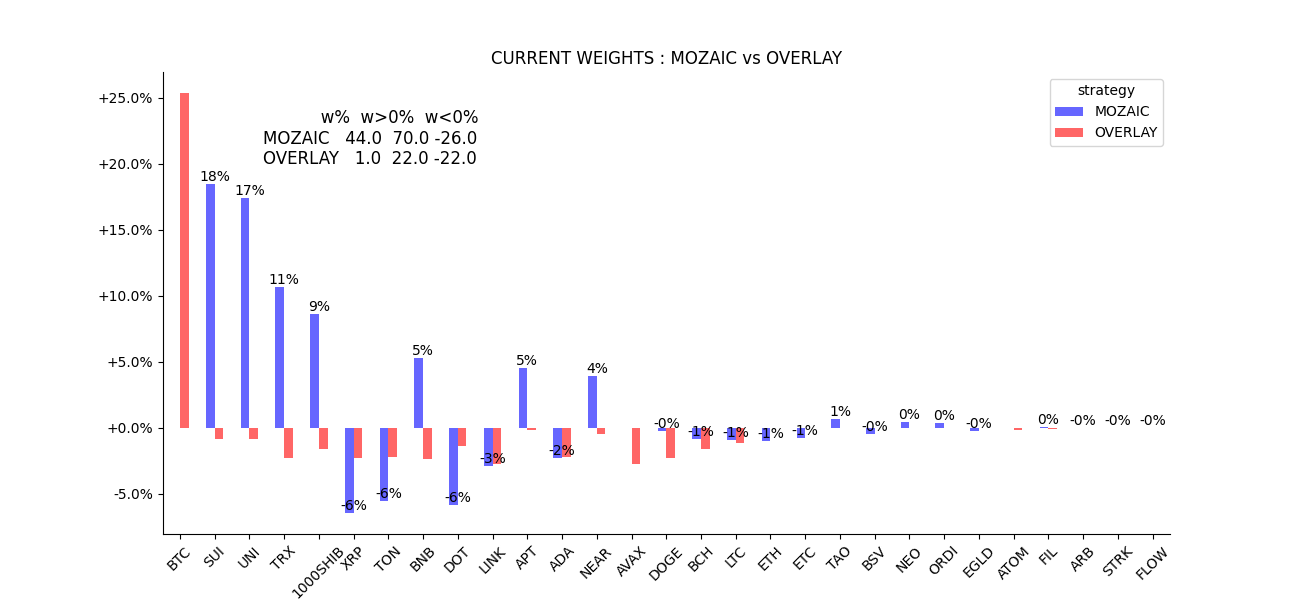 CURRENT WEIGHTS : MOZAIC vs OVERLAY
strategy
MOZAIC
OVERLAY
w% w>0% w<0%
MOZAIC 44.0 70.0 -26.0
OVERLAY 1.0 22.0 -22.0
+25.0%
+20.0%
+15.0%
+10.0%
+5.0%
+0.0%
-5.0%
18%
17%
11%
9%
-6%
-6%
5%
-6%
-3%
5%
-2%
4%
-0%
-1%
-1%
-1%
-1%
1%
-0%
0%
0%
-0%
0%
-0%
-0%
-0%
BTC
SUI
UNI
TRX
1000SHIB
XRP
TON
BNB
DOT
LINK
APT
ADA
NEAR
AVAX
DOGE
BCH
LTC
ETH
ETC
TAO
BSV
NEO
ORDI
EGLD
ATOM
FIL
ARB
STRK
FLOW